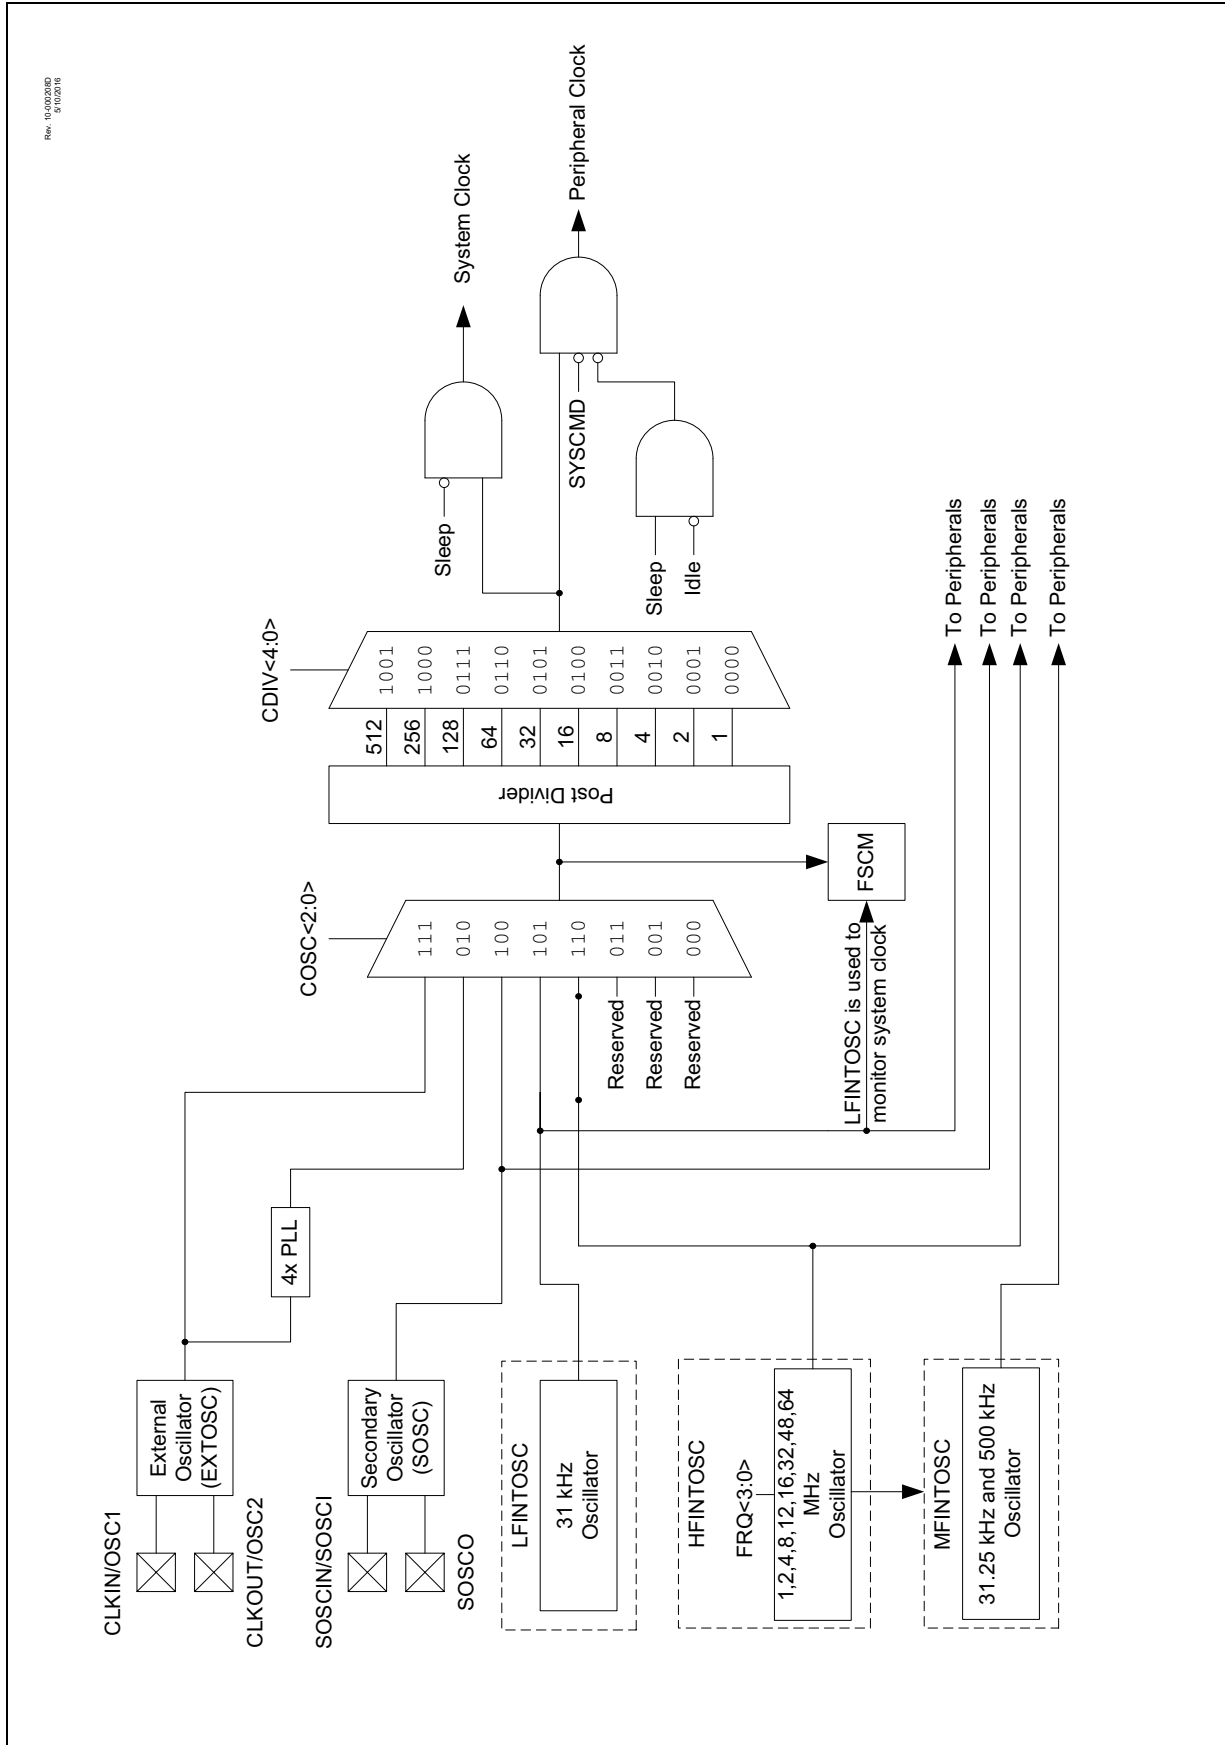 Rev. 10-000208D
5/10/2016
CLKIN/OSC1
CLKOUT/OSC2
External
Oscillator
(EXTOSC)
4x PLL
SOSCIN/SOSCI
SOSCO
Secondary
Oscillator
(SOSC)
LFINTOSC
31 kHz
Oscillator
HFINTOSC
FRQ<3:0>
1,2,4,8,12,16,32,48,64
MHz
Oscillator
MFINTOSC
31.25 kHz and 500 kHz
Oscillator
COSC<2:0>
111
010
100
101
110
011
001
000
Reserved
Reserved
Reserved
LFINTOSC is used to
monitor system clock
FSCM
Post Divider
CDIV<4:0>
512
256
128
64
32
16
8
4
2
1
1001
1000
0111
0110
0101
0100
0011
0010
0001
0000
Sleep
System Clock
SYSCMD
Peripheral Clock
Sleep
Idle
To Peripherals
To Peripherals
To Peripherals
To Peripherals